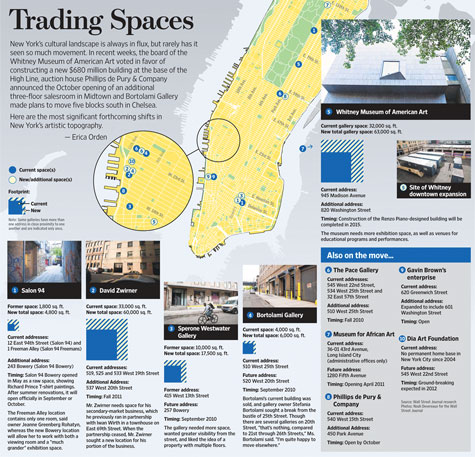 Trading Spaces
New York's cultural landscape is always in flux, but rarely has it
seen so much movement. In recent weeks, the board of the
Whitney Museum of American Art voted in favor of
constructing a new $680 million building at the base of the
High Line, auction house Phillips de Pury & Company
announced the October opening of an additional
three-floor salesroom in Midtown and Bortolami Gallery
made plans to move five blocks south in Chelsea.
Here are the most significant forthcoming shifts in
New York's artistic topography.
— Erica Orden
Current space(s)
New/additional space(s)
Footprint:
Current
New
Note: Some galleries have more than
one entries in close proximity to one
another and are indicated only once.
1 Salon 94
Former space: 1,800 sq. ft.
New total space: 4,800 sq. ft.
Current addresses:
12 East 94th Street (Salon 94) and
1 Freeman Alley (Salon 94 Freemans)
Additional address:
243 Bowery (Salon 94 Bowery)
Timing: Salon 94 Bowery opened
in May as a raw space, showing
Richard Prince T-shirt paintings.
After summer renovations, it will
open officially in September or
October.
The Freeman Alley location
contains only one room, said
owner Jeanne Greenberg Rohatyn,
whereas the new Bowery location
will allow her to work with both a
viewing room and a "much
grander" exhibition space.
2 David Zwirner
Current space: 33,000 sq. ft.
New total space: 60,000 sq. ft.
Current addresses:
519, 525 and 533 West 19th Street
Additional address:
537 West 20th Street
Timing: Fall 2011
Mr. Zwirner needs space for his
secondary-market business, which
he previously ran in partnership
with Iwan Wirth in a townhouse on
East 69th Street. When the
partnership ceased, Mr. Zwirner
sought a new location for his
portion of the business.
3 Sperone Westwater
Gallery
Former space: 10,000 sq. ft.
New total space: 17,500 sq. ft.
Former address:
415 West 13th Street
Future address:
257 Bowery
Timing: September 2010
The gallery needed more space,
wanted greater visibility from the
street, and liked the idea of a
property with multiple floors.
4 Bortolami Gallery
Current space: 4,000 sq. ft.
New total space: 6,000 sq. ft.
Current address:
510 West 25th Street
Future address:
520 West 20th Street
Timing: September 2010
Bortolami's current building was
sold, and gallery owner Stefania
Bortolami sought a break from the
bustle of 25th Street. Though
there are several galleries on 20th
Street, "that's nothing, compared
to 21st through 26th Streets," Ms.
Bortolami said. "I'm quite happy to
move elsewhere."
5 Whitney Museum of American Art
Current gallery space: 32,000 sq. ft.
New total gallery space: 63,000 sq. ft.
5 Site of Whitney
downtown expansion
Current address:
945 Madison Avenue
Additional address:
820 Washington Street
Timing: Construction of the Renzo Piano-designed building will be
completed in 2015.
The museum needs more exhibition space, as well as venues for
educational programs and performances.
Also on the move...
6 The Pace Gallery
Current addresses:
545 West 22nd Street,
534 West 25th Street and
32 East 57th Street
Additional address:
510 West 25th Street
Timing: Fall 2010
7 Museum for African Art
Current address:
36-01 43rd Avenue,
Long Island City
(administrative offices only)
Future address:
1280 Fifth Avenue
Timing: Opening April 2011
8 Phillips de Pury &
Company
Current address:
540 West 15th Street
Additional address:
450 Park Avenue
Timing: Open by October
9 Gavin Brown's
enterprise
Current address:
620 Greenwich Street
Additional address:
Expanded to include 601
Washington Street
Timing: Open
10 Dia Art Foundation
Current address:
No permanent home in
New York City since 2004
Future address:
545 West 22nd Street
Timing: Ground-breaking
expected in 2012